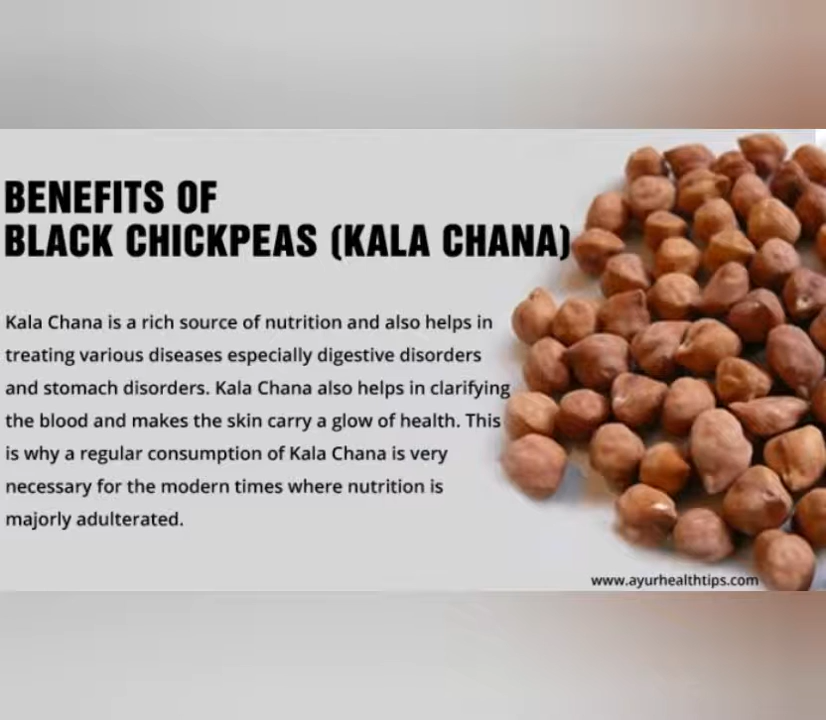 BENEFITS OF
BLACK CHICKPEAS (KALA CHANA)
Kala Chana is a rich source of nutrition and also helps in
treating various diseases especially digestive disorders
and stomach disorders. Kala Chana also helps in clarifying
the blood and makes the skin carry a glow of health. This
is why a regular consumption of Kala Chana is very
necessary for the modern times where nutrition is
majorly adulterated.
www.ayurhealthtips.com